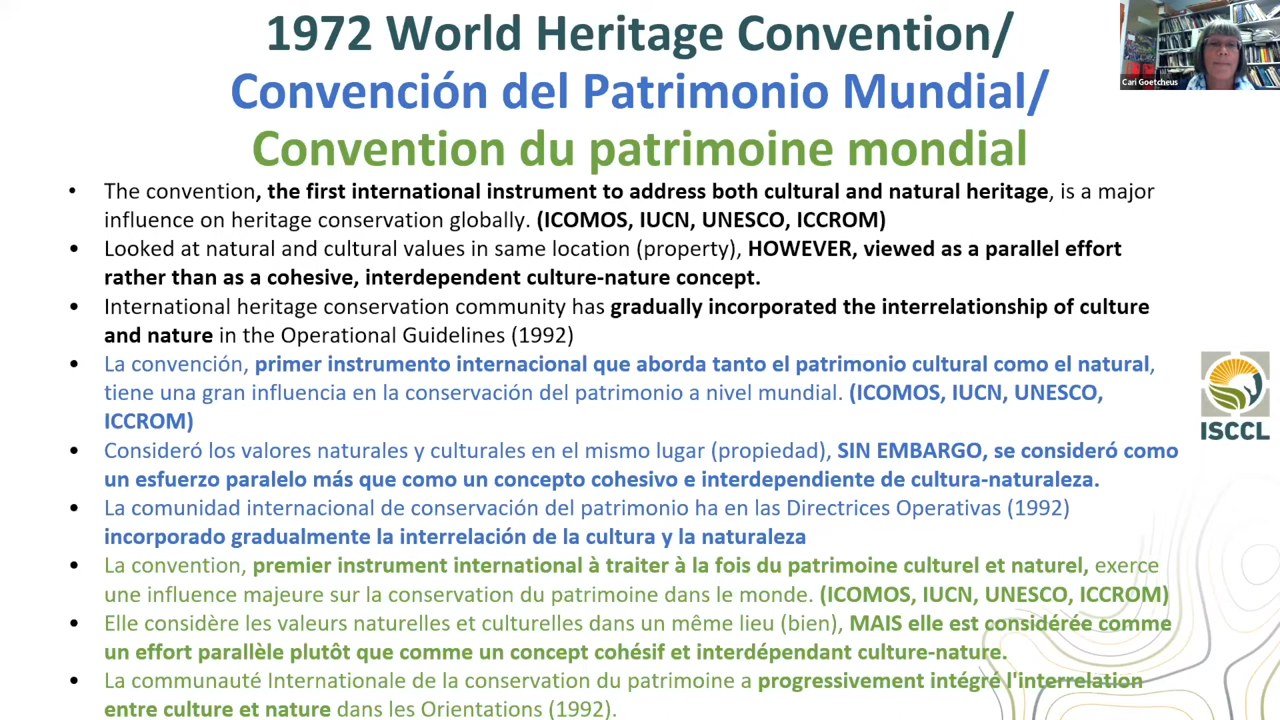 1972 World Heritage Convention/
Convención del Patrimonio Mundial/
Convention du patrimoine mondial
Cari Goetcheus
• The convention, the first international instrument to address both cultural and natural heritage, is a major
influence on heritage conservation globally. (ICOMOS, IUCN, UNESCO, ICCROM)
• Looked at natural and cultural values in same location (property), HOWEVER, viewed as a parallel effort
rather than as a cohesive, interdependent culture-nature concept.
• International heritage conservation community has gradually incorporated the interrelationship of culture
and nature in the Operational Guidelines (1992)
• La convención, primer instrumento internacional que aborda tanto el patrimonio cultural como el natural,
tiene una gran influencia en la conservación del patrimonio a nivel mundial. (ICOMOS, IUCN, UNESCO,
ICCROM)
• Consideró los valores naturales y culturales en el mismo lugar (propiedad), SIN EMBARGO, se consideró como
un esfuerzo paralelo más que como un concepto cohesivo e interdependiente de cultura-naturaleza.
• La comunidad internacional de conservación del patrimonio ha en las Directrices Operativas (1992)
incorporado gradualmente la interrelación de la cultura y la naturaleza
• La convention, premier instrument international à traiter à la fois du patrimoine culturel et naturel, exerce
une influence majeure sur la conservation du patrimoine dans le monde. (ICOMOS, IUCN, UNESCO, ICCROM)
• Elle considère les valeurs naturelles et culturelles dans un même lieu (bien), MAIS elle est considérée comme
un effort parallèle plutôt que comme un concept cohésif et interdépendant culture-nature.
• La communauté Internationale de la conservation du patrimoine a progressivement intégré l'interrelation
entre culture et nature dans les Orientations (1992).
ISCCL